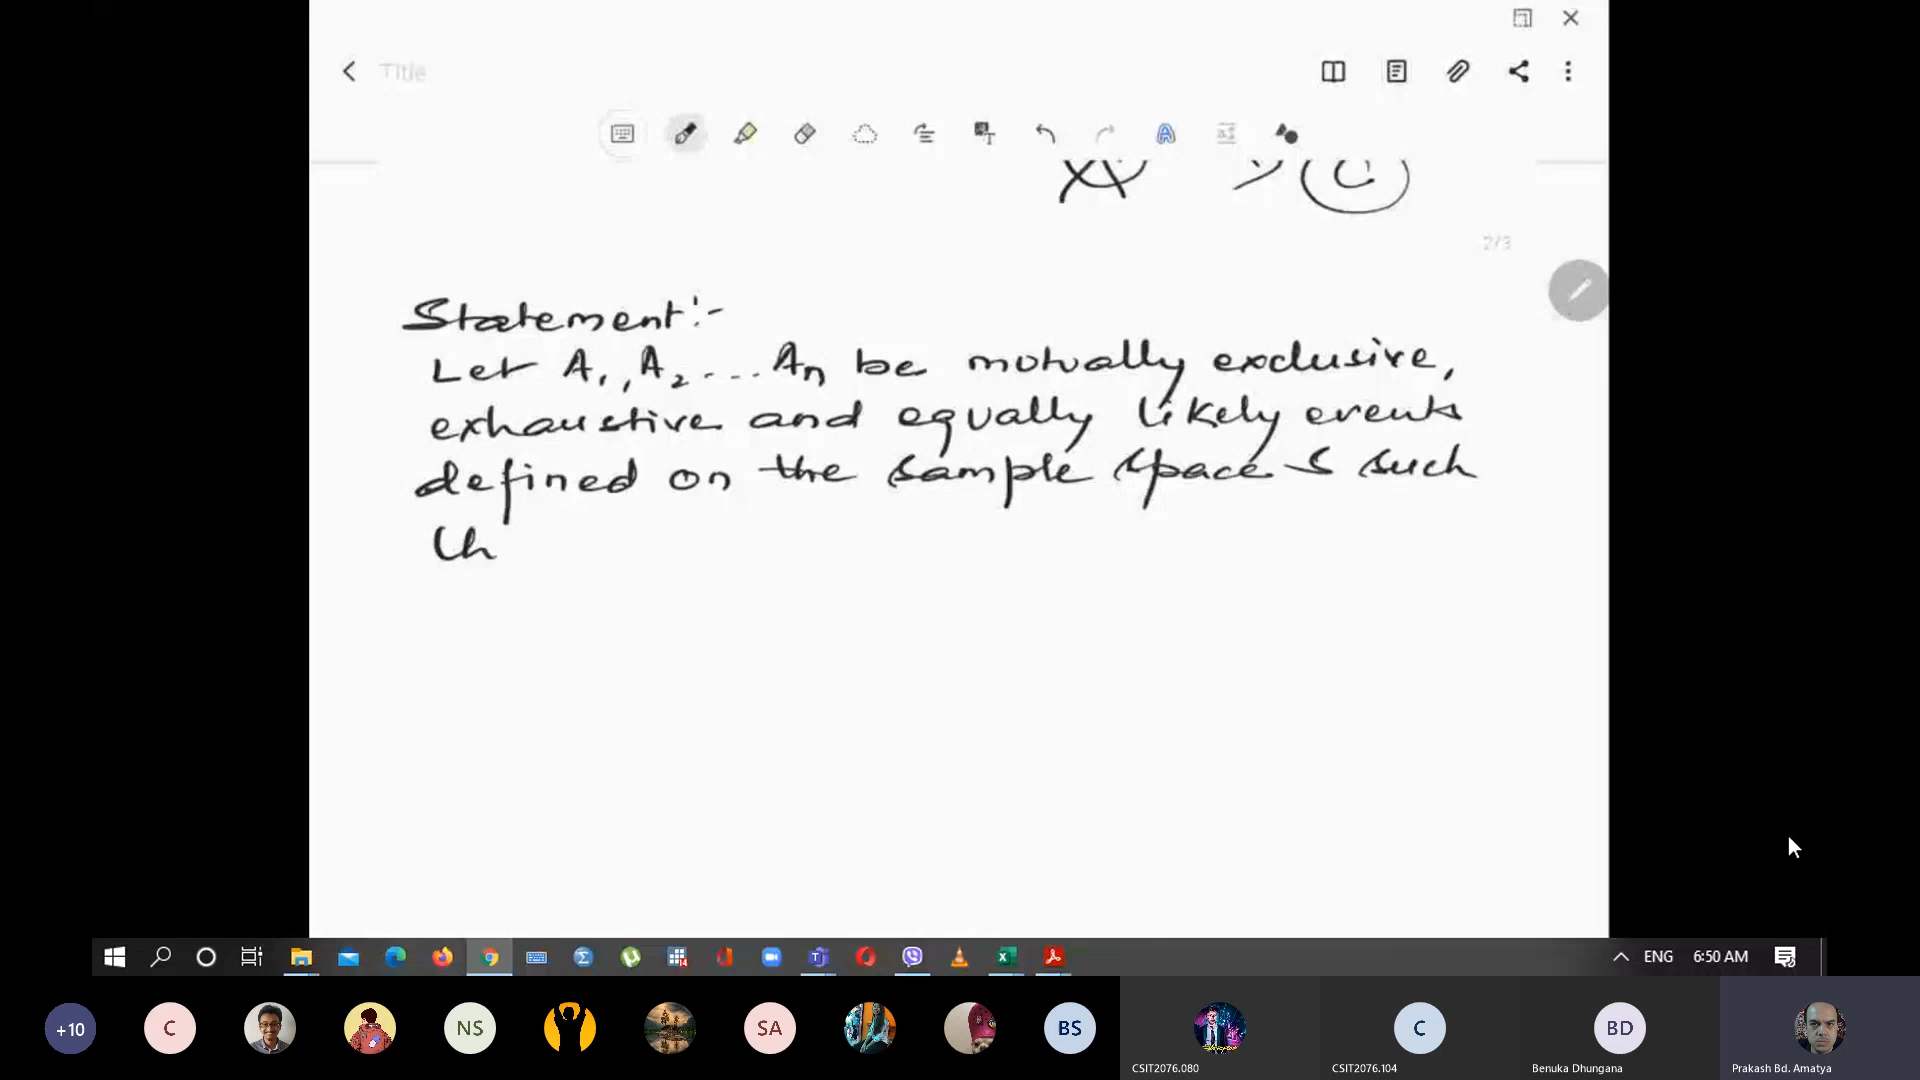 Title
2/3
Statement:-
Let A1, A2 .... An be mutually exclusive,
exhaustive and equally likely events
defined on the sample space S such
th
ENG 6:50 AM
+10 C NS SA BS C BD
CSIT2076.080 CSIT2076.104 Benuka Dhungana Prakash Bd. Amatya